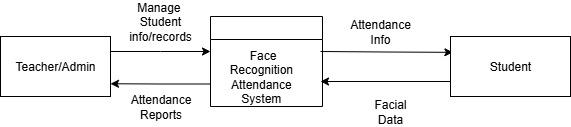 Manage
Student
info/records
Teacher/Admin
Attendance
Reports
Face
Recognition
Attendance
System
Attendance
Info
Facial
Data
Student